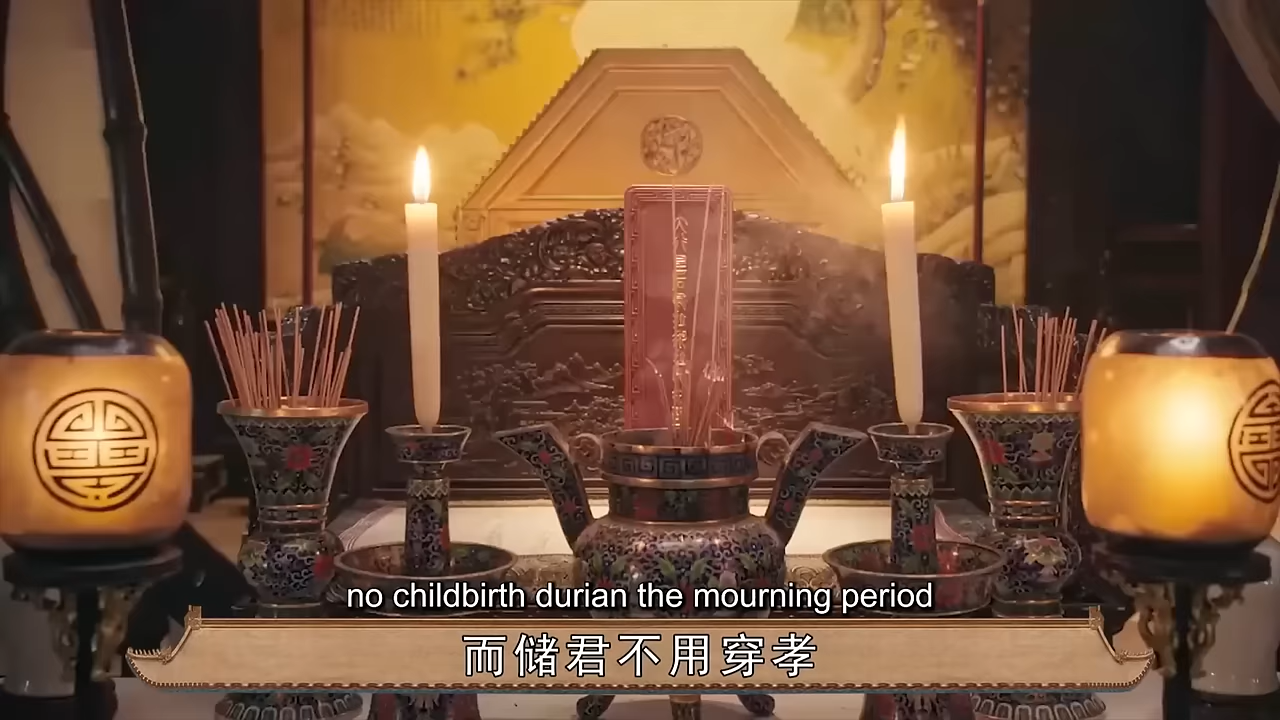 no childbirth durian the mourning period
而储君不用穿孝